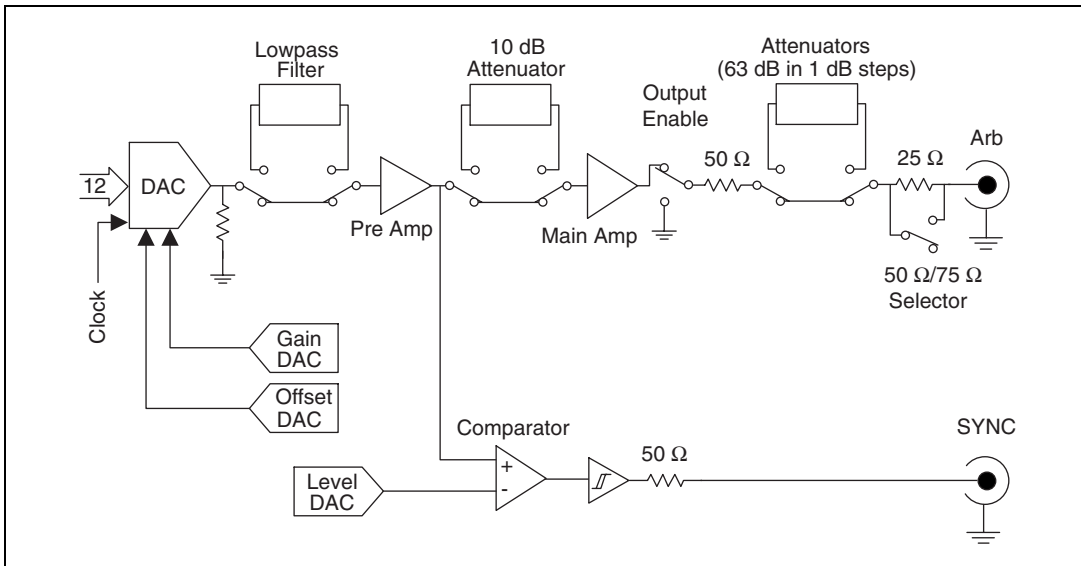 Lowpass
Filter
10 dB
Attenuator
Attenuators
(63 dB in 1 dB steps)
Output
Enable
50 Ω
25 Ω
Arb
12
DAC
Pre Amp
Main Amp
50 Ω/75 Ω
Selector
Clock
Gain
DAC
Offset
DAC
Comparator
+
-
Level
DAC
50 Ω
SYNC